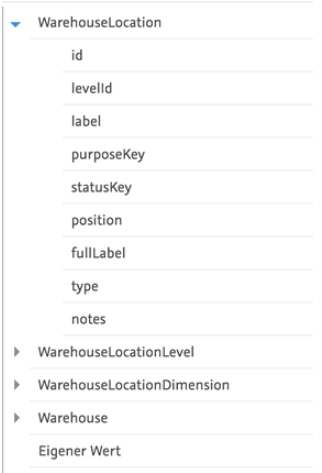 WarehouseLocation
id
levelId
label
purposeKey
statusKey
position
fullLabel
type
notes
WarehouseLocationLevel
WarehouseLocationDimension
Warehouse
Eigener Wert